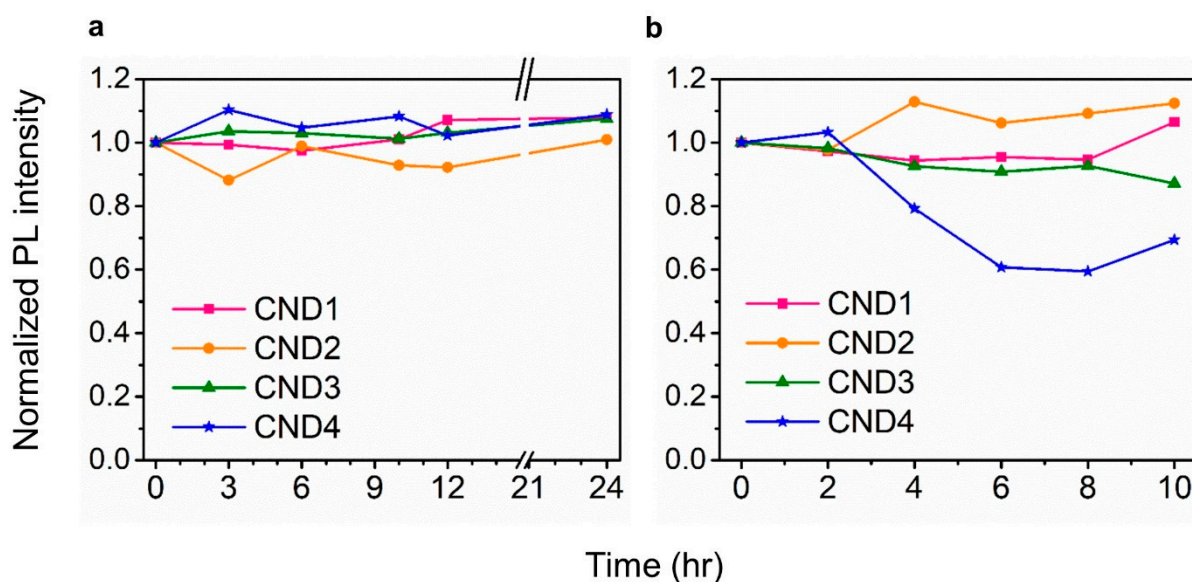 a
b
Normalized PL intensity
1.2
1.0
0.8
0.6
0.4
0.2
0.0
CND1
CND2
CND3
CND4
0 3 6 9 12 21 24
1.2
1.0
0.8
0.6
0.4
0.2
0.0
CND1
CND2
CND3
CND4
0 2 4 6 8 10
Time (hr)